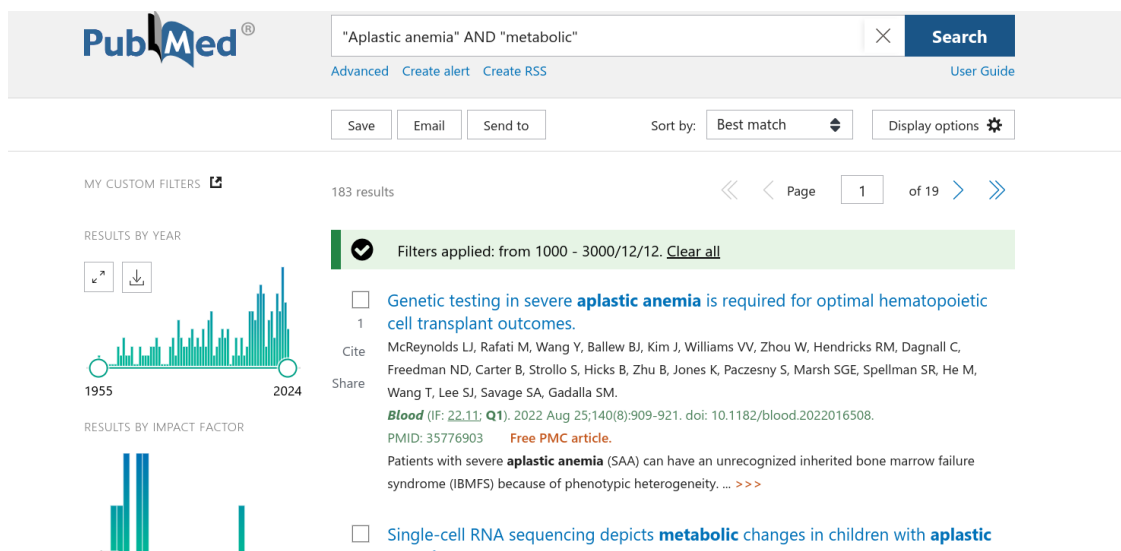 PubMed®
"Aplastic anemia" AND "metabolic"
Search
Advanced Create alert Create RSS
User Guide
Save Email Send to
Sort by: Best match
Display options
MY CUSTOM FILTERS
183 results
Page 1 of 19
RESULTS BY YEAR
Filters applied: from 1000 - 3000/12/12. Clear all
1955 2024
RESULTS BY IMPACT FACTOR
1
Cite
Share
Genetic testing in severe aplastic anemia is required for optimal hematopoietic
cell transplant outcomes.
McReynolds LJ, Rafati M, Wang Y, Ballew BJ, Kim J, Williams VV, Zhou W, Hendricks RM, Dagnall C,
Freedman ND, Carter B, Strollo S, Hicks B, Zhu B, Jones K, Paczesny S, Marsh SGE, Spellman SR, He M,
Wang T, Lee SJ, Savage SA, Gadalla SM.
Blood (IF: 22.11; Q1). 2022 Aug 25;140(8):909-921. doi: 10.1182/blood.2022016508.
PMID: 35776903 Free PMC article.
Patients with severe aplastic anemia (SAA) can have an unrecognized inherited bone marrow failure
syndrome (IBMFS) because of phenotypic heterogeneity. ... >>>
Single-cell RNA sequencing depicts metabolic changes in children with aplastic